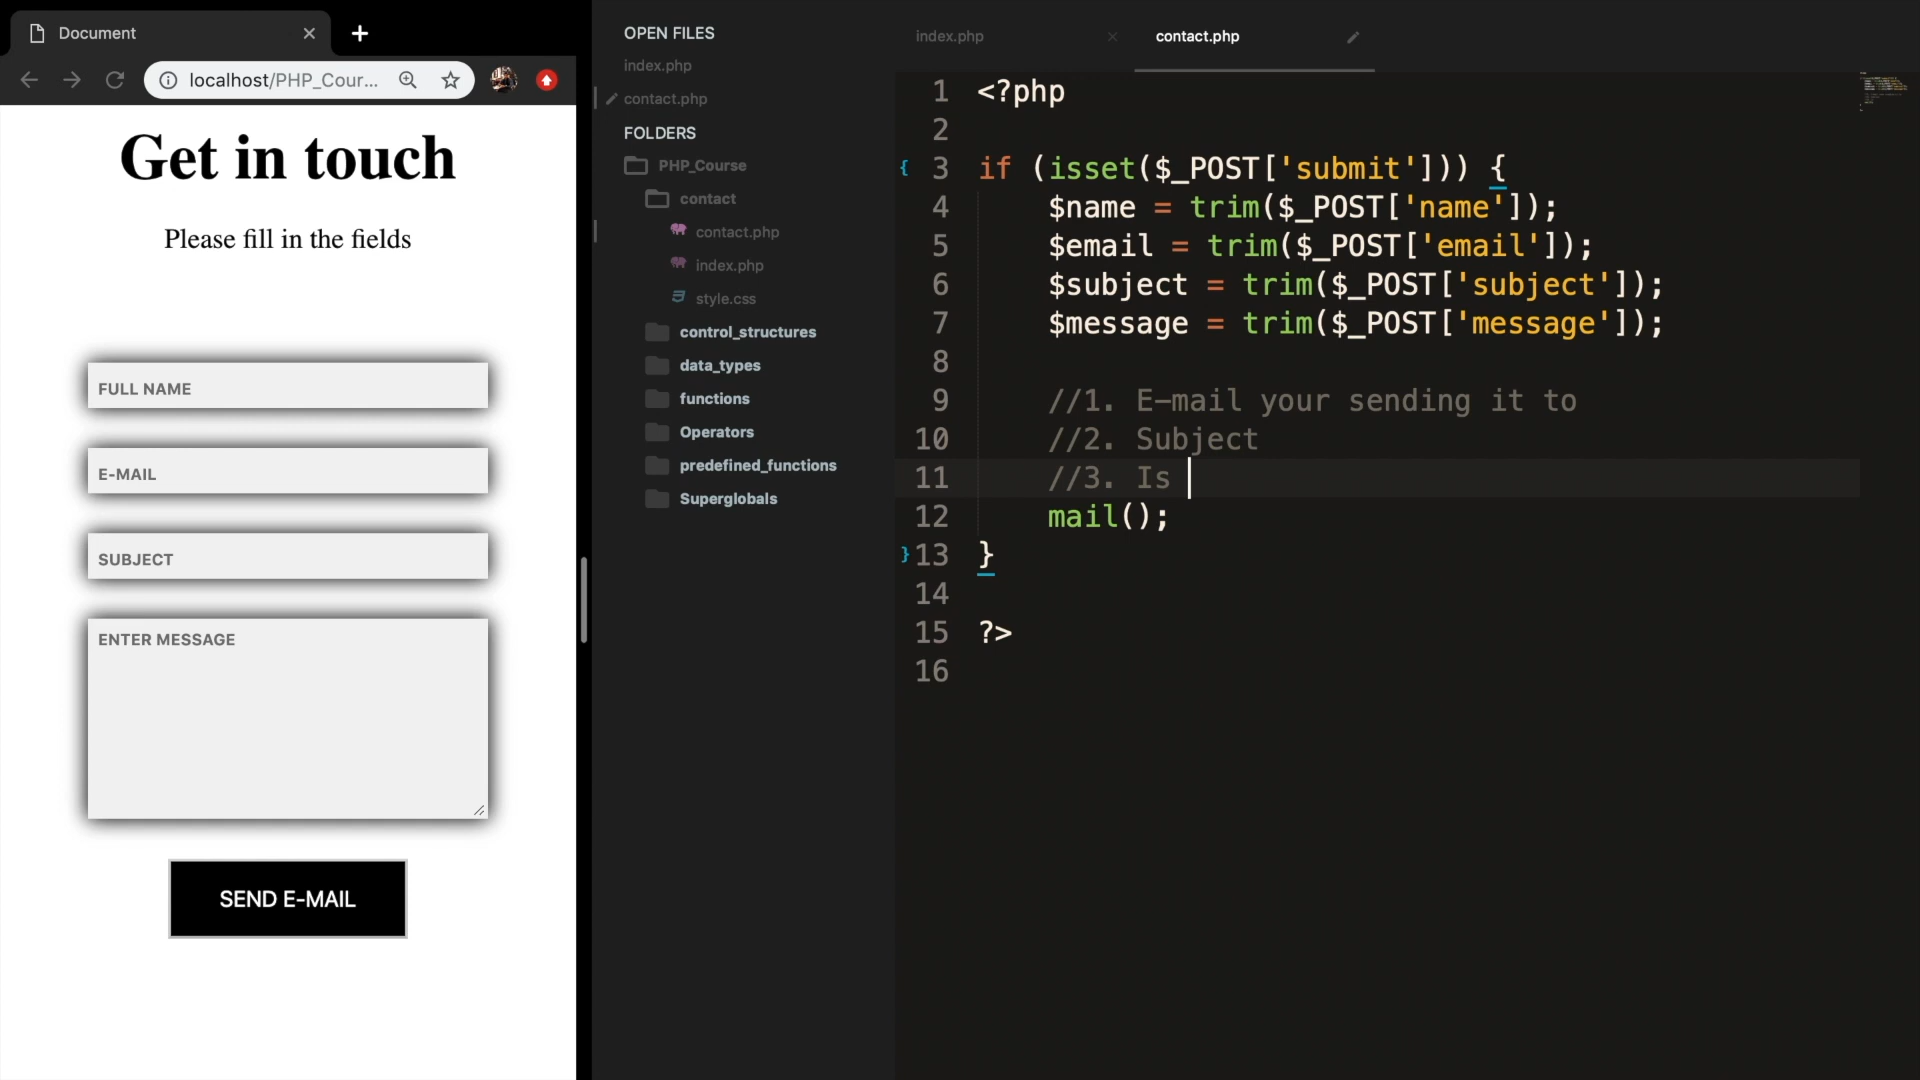 Document
localhost/PHP_Cour...
Get in touch
Please fill in the fields
FULL NAME
E-MAIL
SUBJECT
ENTER MESSAGE
SEND E-MAIL
OPEN FILES
index.php
contact.php
FOLDERS
PHP_Course
contact
contact.php
index.php
style.css
control_structures
data_types
functions
Operators
predefined_functions
Superglobals
index.php
contact.php
1 <?php
2
3 if (isset($_POST['submit'])) {
4 $name = trim($_POST['name']);
5 $email = trim($_POST['email']);
6 $subject = trim($_POST['subject']);
7 $message = trim($_POST['message']);
8
9 //1. E-mail your sending it to
10 //2. Subject
11 //3. Is
12 mail();
13 }
14
15 ?>
16